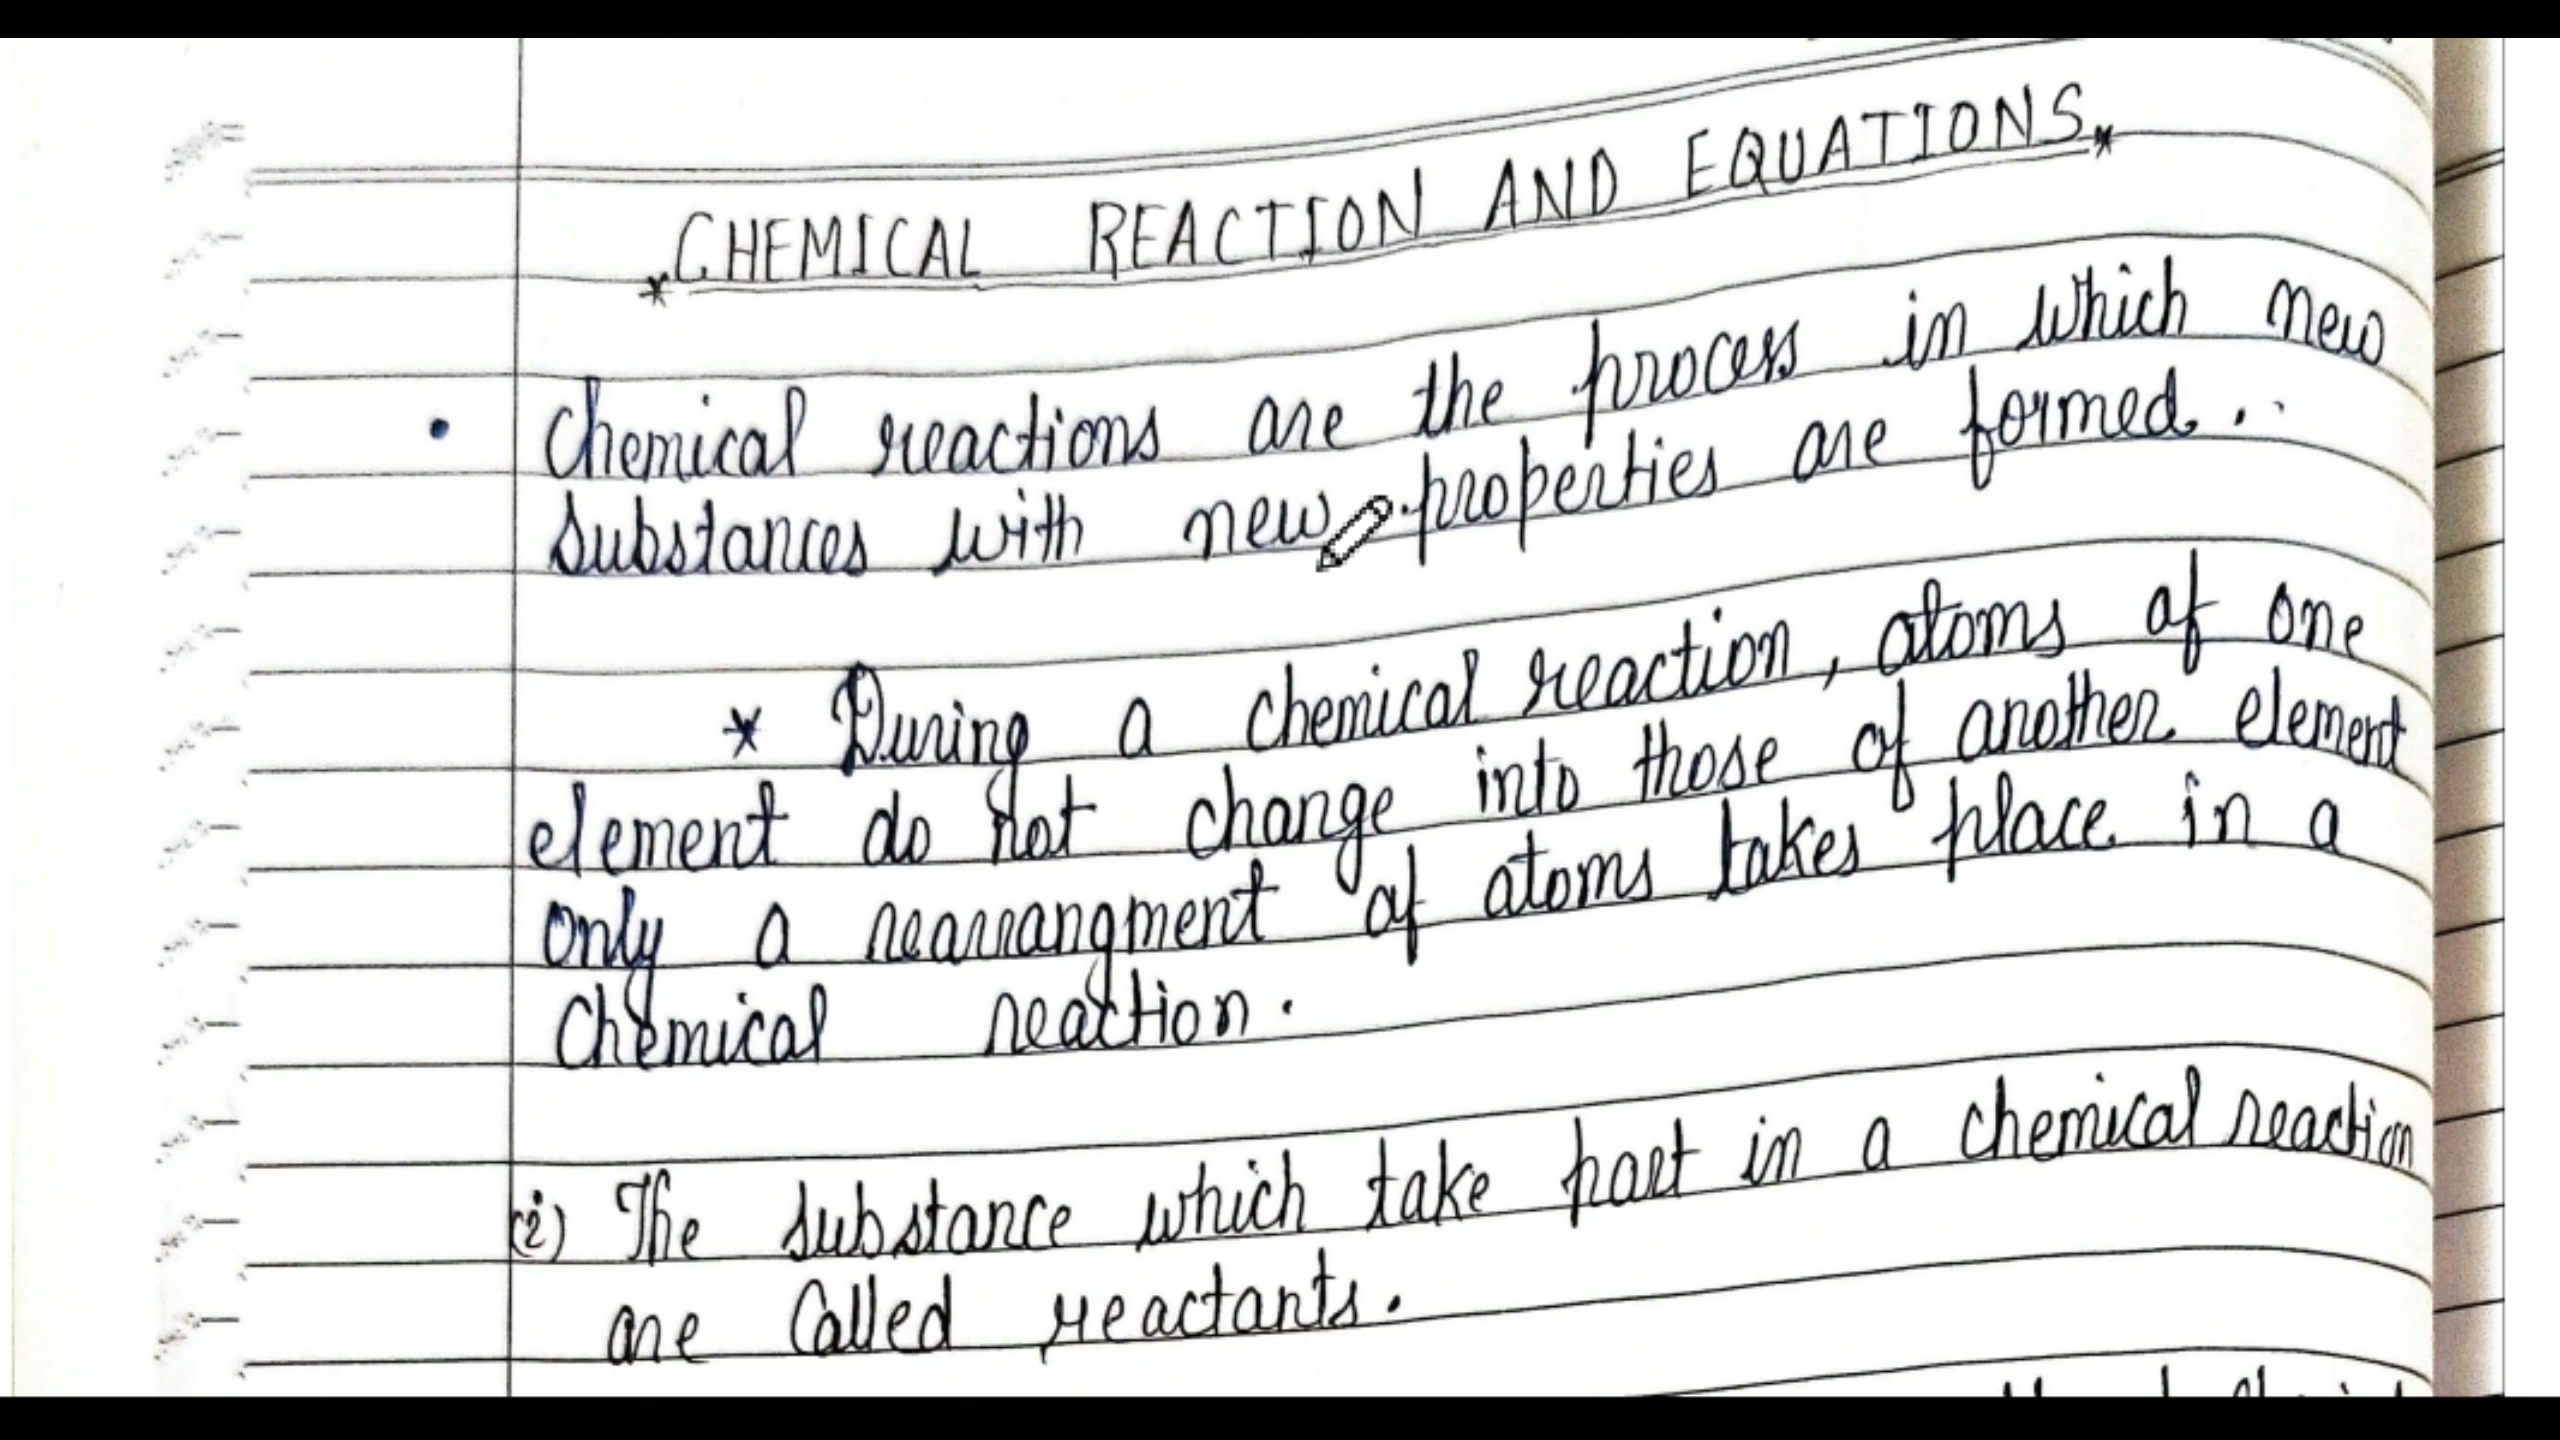 *CHEMICAL REACTION AND EQUATIONS*
• Chemical reactions are the process in which new
substances with new properties are formed..
* During a chemical reaction, atoms of one
element do not change into those of another element
only a rearrangment of atoms takes place in a
Chemical reaction.
(i) The substance which take part in a chemical reaction
are Called reactants.